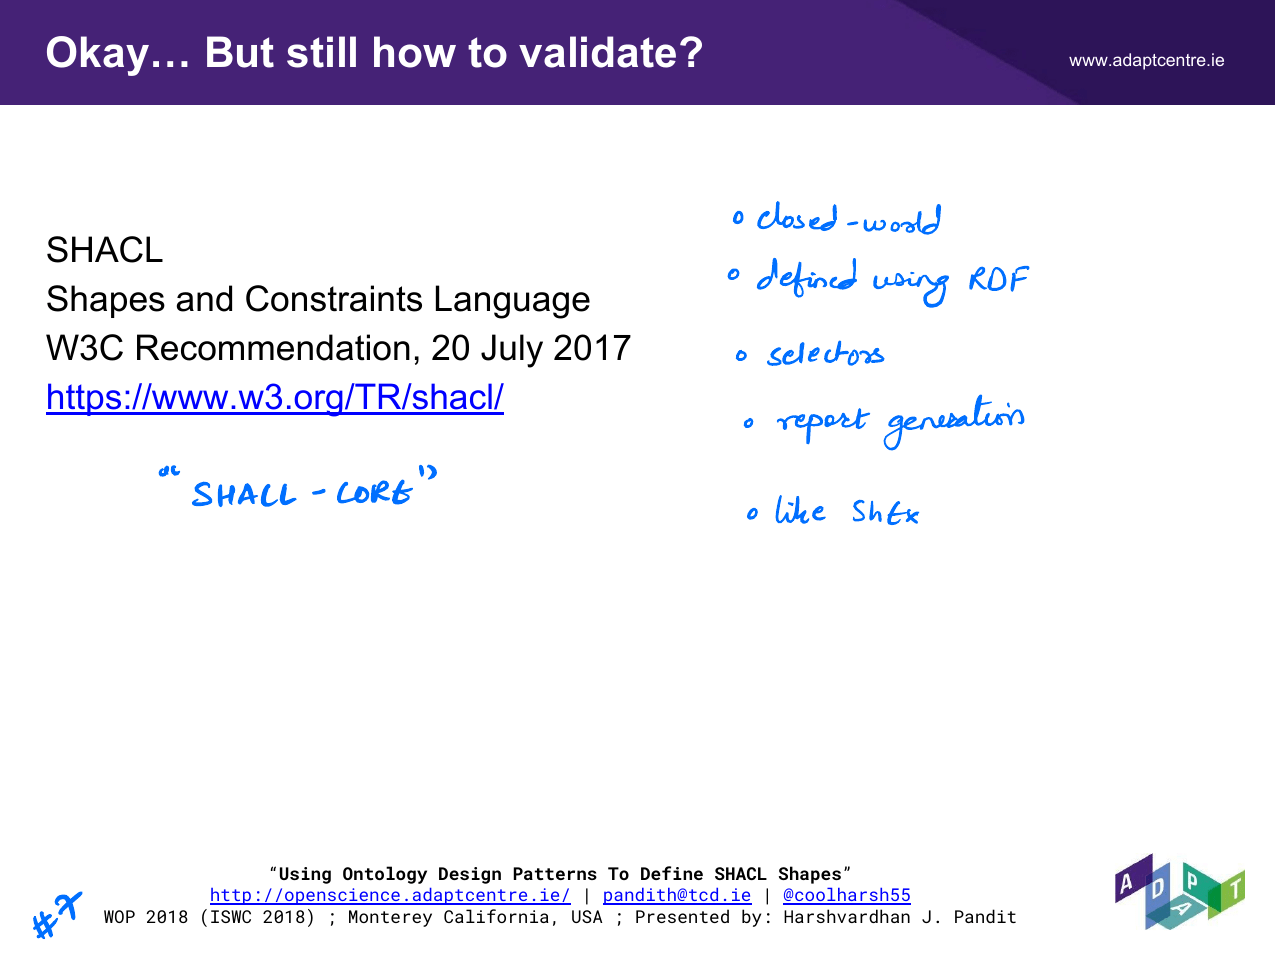 Okay… But still how to validate?
www.adaptcentre.ie
SHACL
Shapes and Constraints Language
W3C Recommendation, 20 July 2017
https://www.w3.org/TR/shacl/
“SHACL - CORE”
closed-world
defined using RDF
selectors
report generation
like ShEx
“Using Ontology Design Patterns To Define SHACL Shapes”
http://openscience.adaptcentre.ie/ | pandith@tcd.ie | @coolharsh55
WOP 2018 (ISWC 2018) ; Monterey California, USA ; Presented by: Harshvardhan J. Pandit
#7
ADAPT